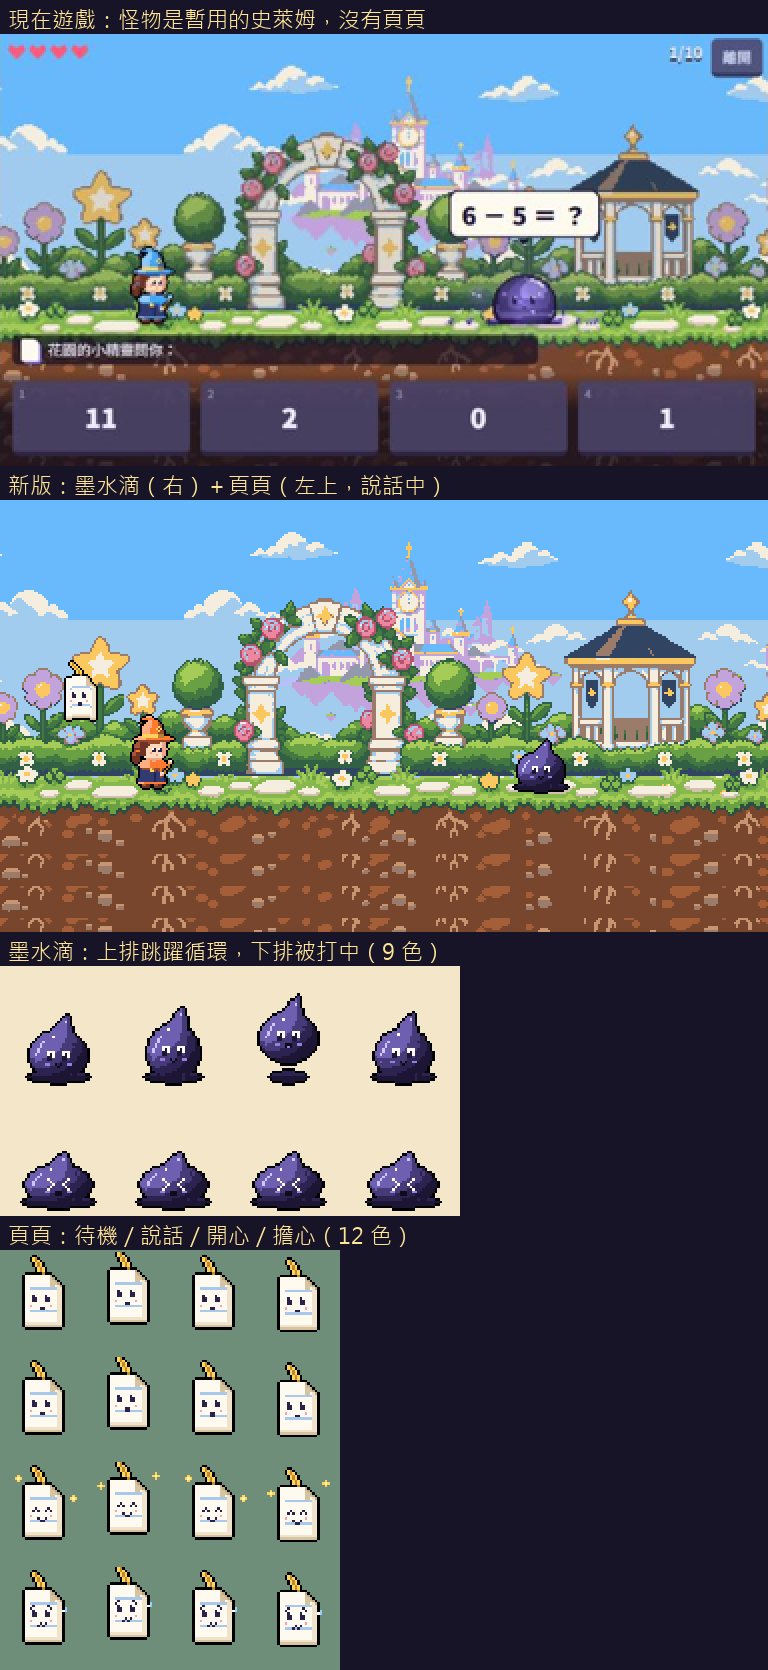 現在遊戲：怪物是暫用的史萊姆，沒有頁頁
1/10
離開
6 − 5 = ?
花園的小精靈問你：
1
11
2
2
3
0
4
1
新版：墨水滴（右）＋頁頁（左上，說話中）
墨水滴：上排跳躍循環，下排被打中（9 色）
頁頁：待機 / 說話 / 開心 / 擔心（12 色）